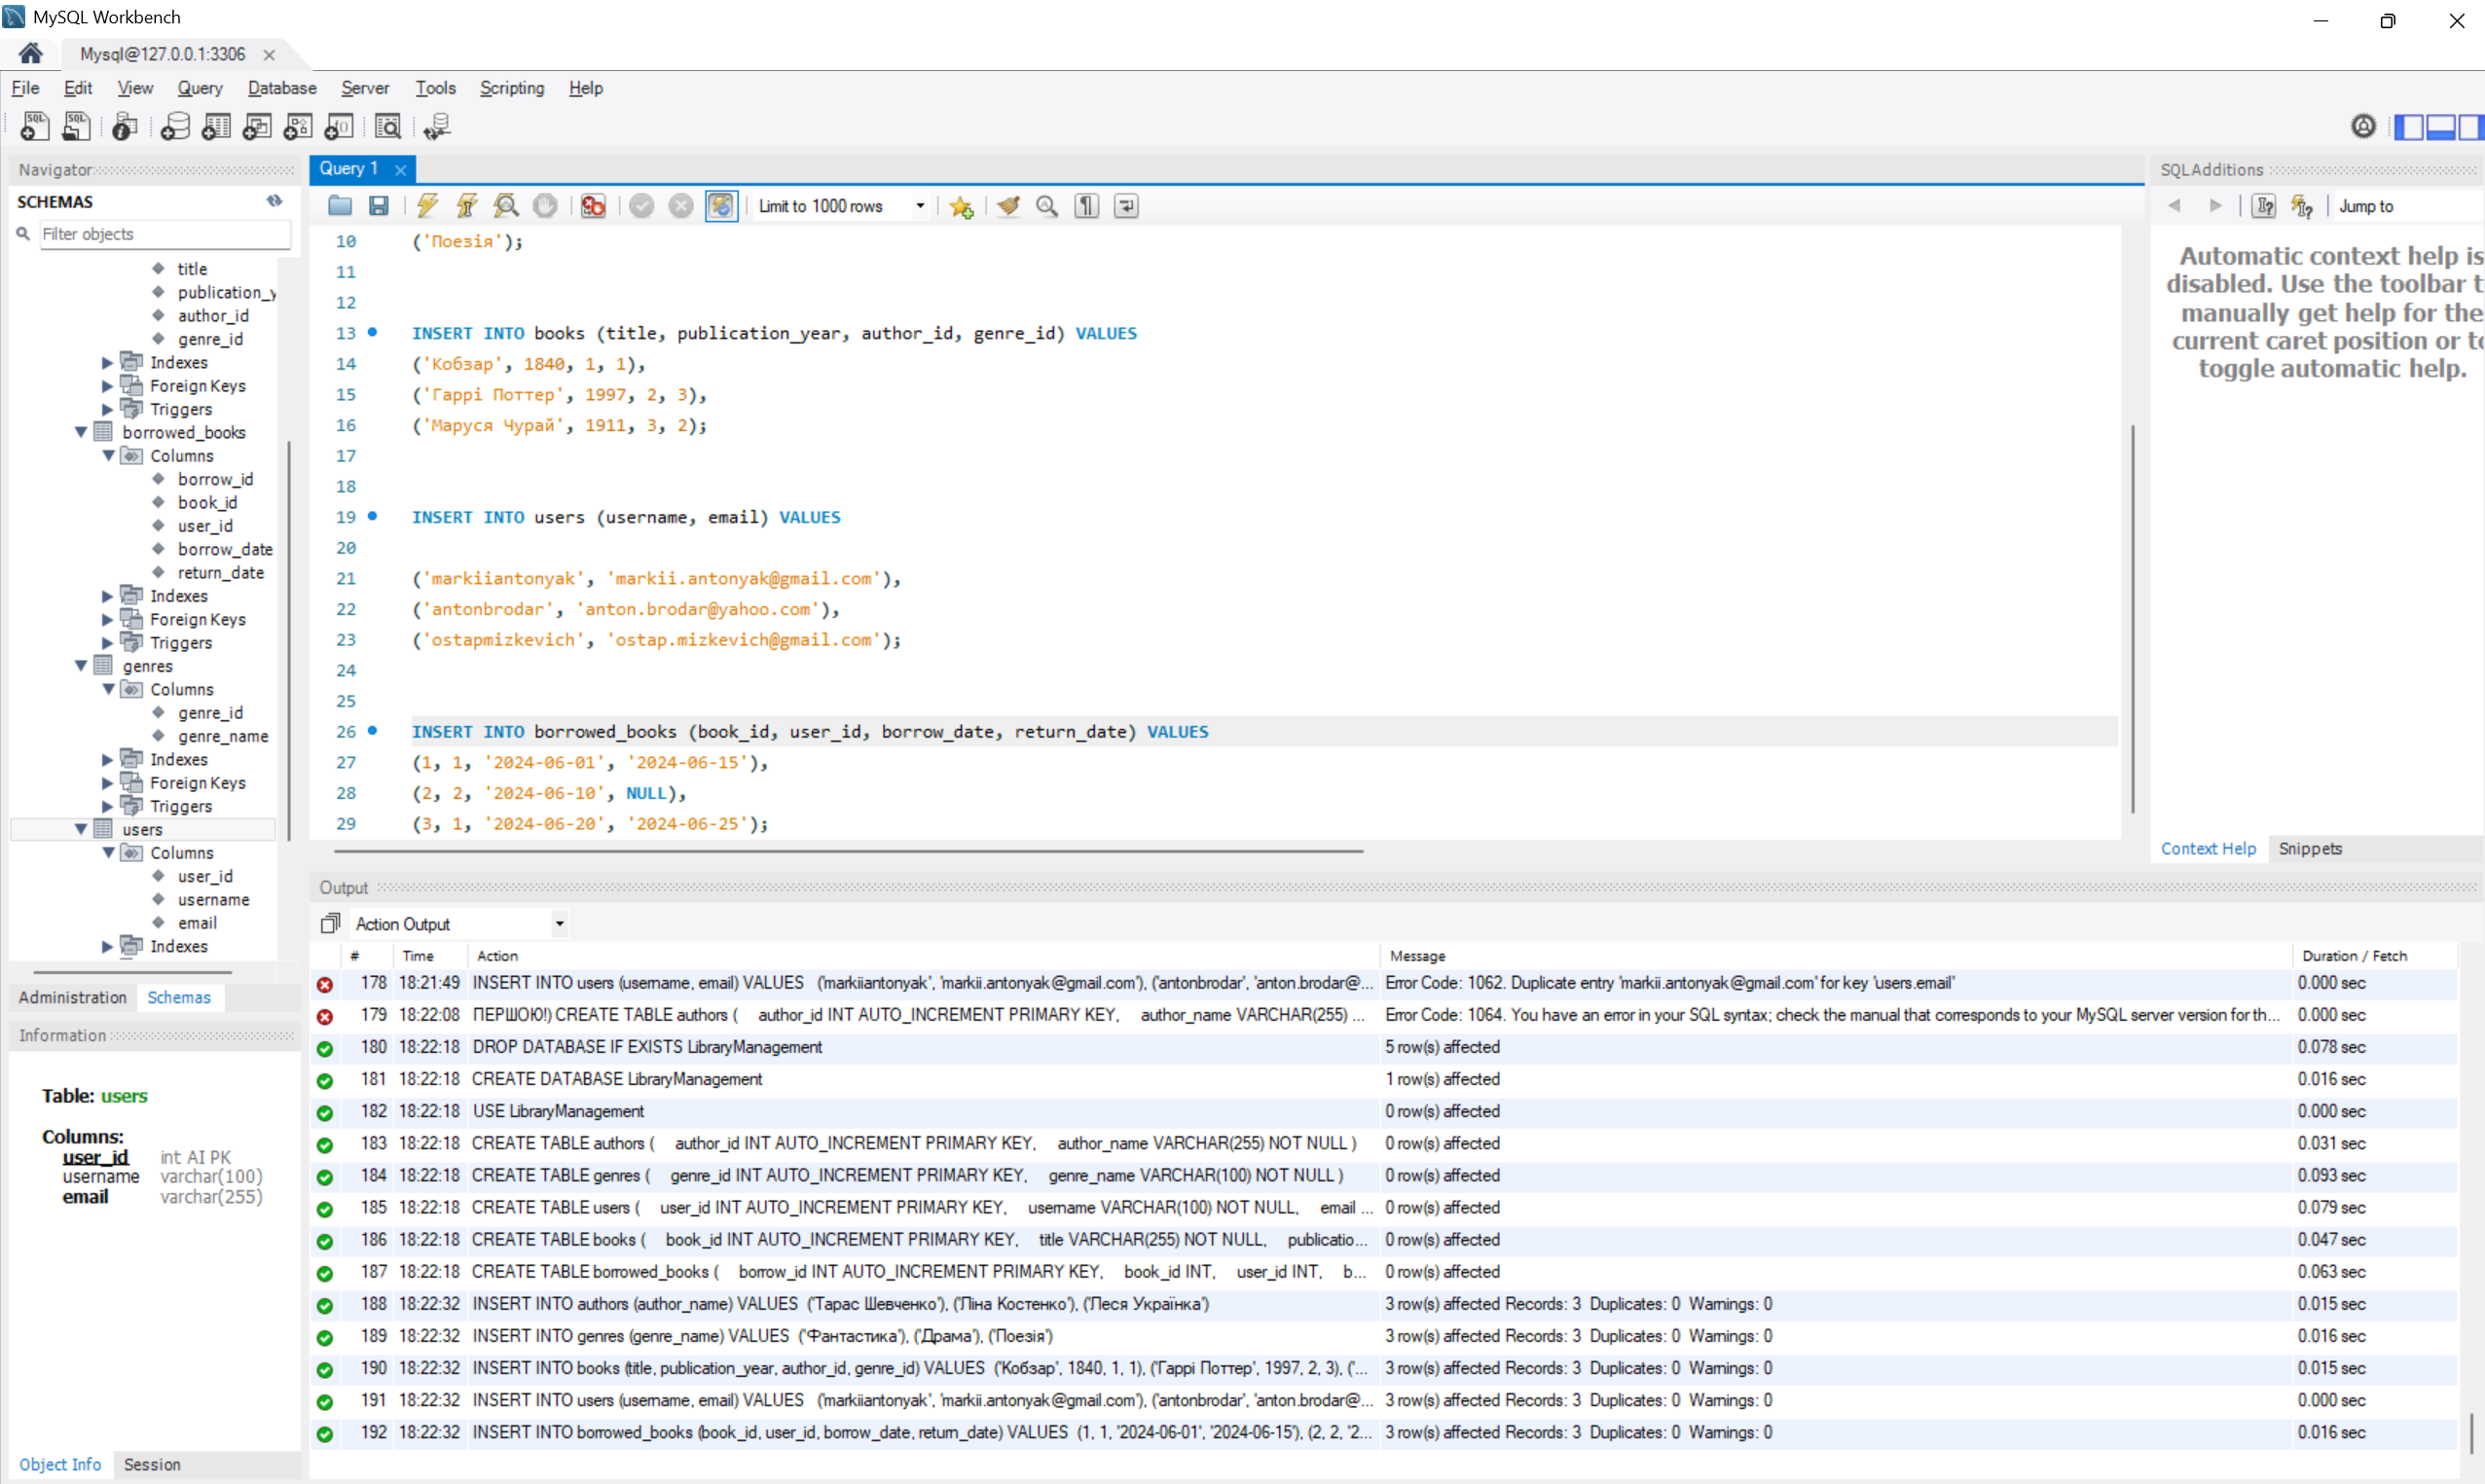 MySQL Workbench
Mysql@127.0.0.1:3306
File Edit View Query Database Server Tools Scripting Help
Navigator
SCHEMAS
Filter objects
title
publication_y
author_id
genre_id
Indexes
Foreign Keys
Triggers
borrowed_books
Columns
borrow_id
book_id
user_id
borrow_date
return_date
Indexes
Foreign Keys
Triggers
genres
Columns
genre_id
genre_name
Indexes
Foreign Keys
Triggers
users
Columns
user_id
username
email
Indexes
Administration Schemas
Information
Table: users
Columns:
user_id int AI PK
username varchar(100)
email varchar(255)
Object Info Session
Query 1
Limit to 1000 rows
10 ('Поезія');
11
12
13 INSERT INTO books (title, publication_year, author_id, genre_id) VALUES
14 ('Кобзар', 1840, 1, 1),
15 ('Гаррі Поттер', 1997, 2, 3),
16 ('Маруся Чурай', 1911, 3, 2);
17
18
19 INSERT INTO users (username, email) VALUES
20
21 ('markiiantonyak', 'markii.antonyak@gmail.com'),
22 ('antonbrodar', 'anton.brodar@yahoo.com'),
23 ('ostapmizkevich', 'ostap.mizkevich@gmail.com');
24
25
26 INSERT INTO borrowed_books (book_id, user_id, borrow_date, return_date) VALUES
27 (1, 1, '2024-06-01', '2024-06-15'),
28 (2, 2, '2024-06-10', NULL),
29 (3, 1, '2024-06-20', '2024-06-25');
SQLAdditions
Jump to
Automatic context help is
disabled. Use the toolbar t
manually get help for the
current caret position or to
toggle automatic help.
Context Help Snippets
Output
Action Output
# Time Action Message Duration / Fetch
178 18:21:49 INSERT INTO users (username, email) VALUES ('markiiantonyak', 'markii.antonyak@gmail.com'), ('antonbrodar', 'anton.brodar@... Error Code: 1062. Duplicate entry 'markii.antonyak@gmail.com' for key 'users.email' 0.000 sec
179 18:22:08 ПЕРШОЮ!) CREATE TABLE authors ( author_id INT AUTO_INCREMENT PRIMARY KEY, author_name VARCHAR(255) ... Error Code: 1064. You have an error in your SQL syntax; check the manual that corresponds to your MySQL server version for th... 0.000 sec
180 18:22:18 DROP DATABASE IF EXISTS LibraryManagement 5 row(s) affected 0.078 sec
181 18:22:18 CREATE DATABASE LibraryManagement 1 row(s) affected 0.016 sec
182 18:22:18 USE LibraryManagement 0 row(s) affected 0.000 sec
183 18:22:18 CREATE TABLE authors ( author_id INT AUTO_INCREMENT PRIMARY KEY, author_name VARCHAR(255) NOT NULL ) 0 row(s) affected 0.031 sec
184 18:22:18 CREATE TABLE genres ( genre_id INT AUTO_INCREMENT PRIMARY KEY, genre_name VARCHAR(100) NOT NULL ) 0 row(s) affected 0.093 sec
185 18:22:18 CREATE TABLE users ( user_id INT AUTO_INCREMENT PRIMARY KEY, username VARCHAR(100) NOT NULL, email ... 0 row(s) affected 0.079 sec
186 18:22:18 CREATE TABLE books ( book_id INT AUTO_INCREMENT PRIMARY KEY, title VARCHAR(255) NOT NULL, publicatio... 0 row(s) affected 0.047 sec
187 18:22:18 CREATE TABLE borrowed_books ( borrow_id INT AUTO_INCREMENT PRIMARY KEY, book_id INT, user_id INT, b... 0 row(s) affected 0.063 sec
188 18:22:32 INSERT INTO authors (author_name) VALUES ('Тарас Шевченко'), ('Ліна Костенко'), ('Леся Українка') 3 row(s) affected Records: 3 Duplicates: 0 Warnings: 0 0.015 sec
189 18:22:32 INSERT INTO genres (genre_name) VALUES ('Фантастика'), ('Драма'), ('Поезія') 3 row(s) affected Records: 3 Duplicates: 0 Warnings: 0 0.016 sec
190 18:22:32 INSERT INTO books (title, publication_year, author_id, genre_id) VALUES ('Кобзар', 1840, 1, 1), ('Гаррі Поттер', 1997, 2, 3), ('... 3 row(s) affected Records: 3 Duplicates: 0 Warnings: 0 0.015 sec
191 18:22:32 INSERT INTO users (username, email) VALUES ('markiiantonyak', 'markii.antonyak@gmail.com'), ('antonbrodar', 'anton.brodar@... 3 row(s) affected Records: 3 Duplicates: 0 Warnings: 0 0.000 sec
192 18:22:32 INSERT INTO borrowed_books (book_id, user_id, borrow_date, return_date) VALUES (1, 1, '2024-06-01', '2024-06-15'), (2, 2, '2... 3 row(s) affected Records: 3 Duplicates: 0 Warnings: 0 0.016 sec